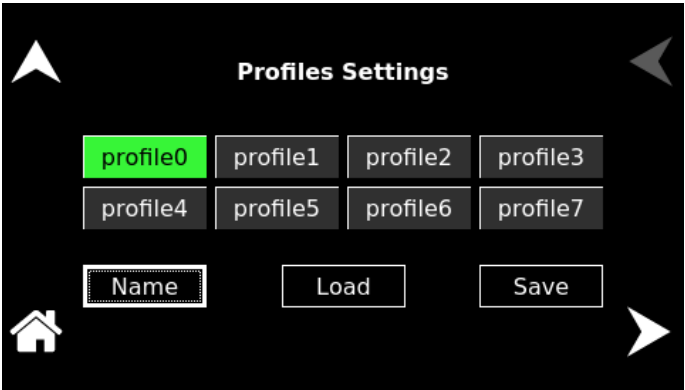 Profiles Settings
profile0 profile1 profile2 profile3
profile4 profile5 profile6 profile7
Name Load Save